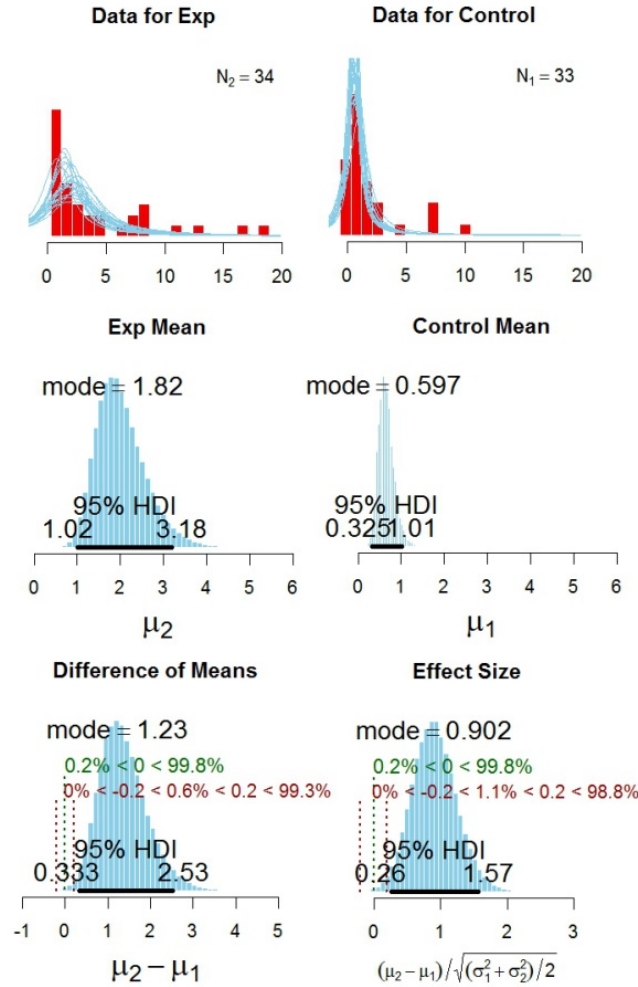 Data for Exp
Data for Control
N₂ = 34
N₁ = 33
0 5 10 15 20
0 5 10 15 20
Exp Mean
Control Mean
mode = 1.82
mode = 0.597
95% HDI
95% HDI
1.02 3.18
0.325 1.01
0 1 2 3 4 5 6
0 1 2 3 4 5 6
μ₂
μ₁
Difference of Means
Effect Size
mode = 1.23
mode = 0.902
0.2% < 0 < 99.8%
0.2% < 0 < 99.8%
0% < -0.2 < 0.6% < 0.2 < 99.3%
0% < -0.2 < 1.1% < 0.2 < 98.8%
95% HDI
95% HDI
0.333 2.53
0.26 1.57
-1 0 1 2 3 4 5
0 1 2 3
μ₂ − μ₁
(μ₂ − μ₁)/√(σ₁² + σ₂²)/2